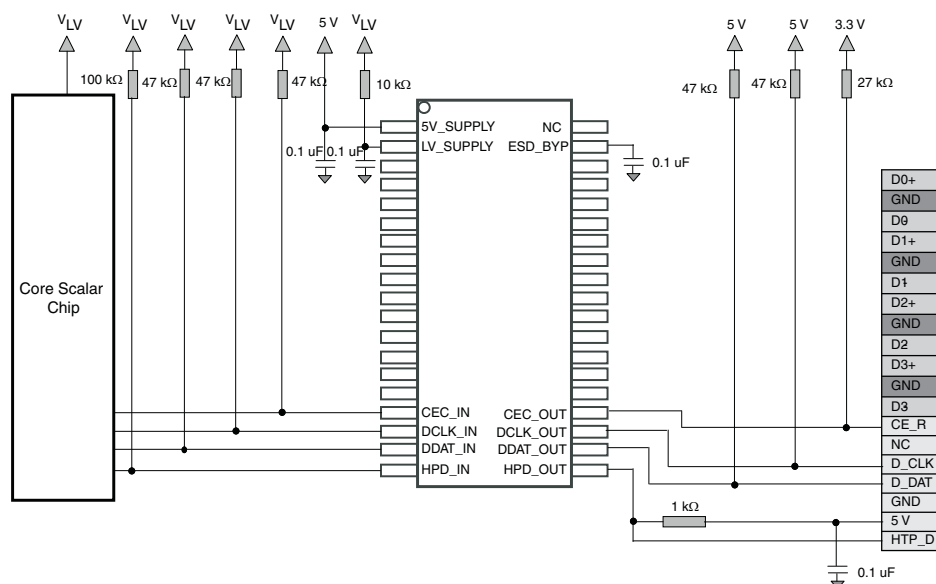 VLV VLV VLV VLV VLV 5 V VLV 5 V 5 V 3.3 V
100 kΩ 47 kΩ 47 kΩ 47 kΩ 10 kΩ 47 kΩ 47 kΩ 27 kΩ
5V_SUPPLY NC
LV_SUPPLY ESD_BYP
0.1 uF 0.1 uF 0.1 uF
Core Scalar
Chip
D0+
GND
D0
D1+
GND
D1
D2+
GND
D2
D3+
GND
D3
CEC_IN CEC_OUT CE_R
DCLK_IN DCLK_OUT NC
DDAT_IN DDAT_OUT D_CLK
HPD_IN HPD_OUT D_DAT
GND
1 kΩ 5 V
HTP_D
0.1 uF